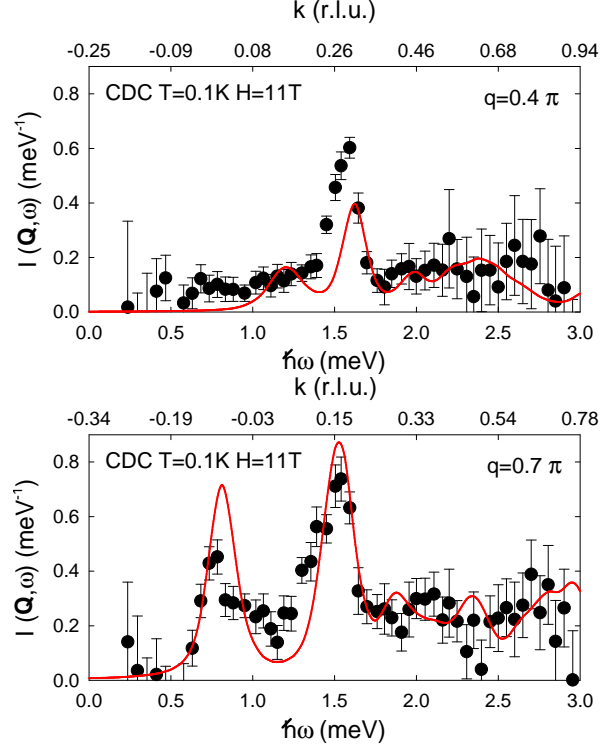 k (r.l.u.)
-0.25 -0.09 0.08 0.26 0.46 0.68 0.94
CDC T=0.1K H=11T
q=0.4 π
I (Q,ω) (meV⁻¹)
0.8
0.6
0.4
0.2
0.0
0.0 0.5 1.0 1.5 2.0 2.5 3.0
ℏω (meV)
k (r.l.u.)
-0.34 -0.19 -0.03 0.15 0.33 0.54 0.78
CDC T=0.1K H=11T
q=0.7 π
I (Q,ω) (meV⁻¹)
0.8
0.6
0.4
0.2
0.0
0.0 0.5 1.0 1.5 2.0 2.5 3.0
ℏω (meV)